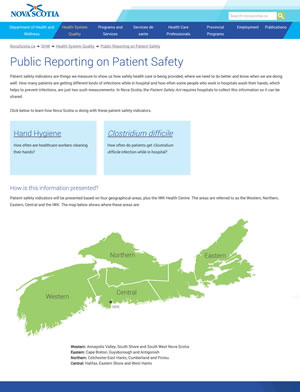 NOVA SCOTIA
Department of Health and Wellness
Health System Quality
Programs and Services
Services de santé
Health Care Professionals
Provincial Programs
Employment
Publications
NovaScotia.ca DHW Health System Quality Public Reporting on Patient Safety
Public Reporting on Patient Safety
Patient safety indicators are things we measure to show us how safely health care is being provided, where we need to do better and know when we are doing
well. How many patients are getting different kinds of infections while in hospital and how often some people who work in hospitals wash their hands, which
helps to prevent infections, are just two such measurements. In Nova Scotia, the Patient Safety Act requires hospitals to collect this information so it can be
shared.
Click below to learn how Nova Scotia is doing with these patient safety indicators.
Hand Hygiene
How often are healthcare workers cleaning
their hands?
Clostridium difficile
How often do patients get Clostridium
difficile infection while in hospital?
How is this information presented?
Patient safety indicators will be presented based on four geographical areas, plus the IWK Health Centre. The areas are referred to as the Western, Northern,
Eastern, Central and the IWK. The map below shows where these areas are:
Northern
Eastern
Western
Central
IWK
Western: Annapolis Valley, South Shore and South West Nova Scotia
Eastern: Cape Breton, Guysborough and Antigonish
Northern: Colchester-East Hants, Cumberland and Pictou
Central: Halifax, Eastern Shore and West Hants